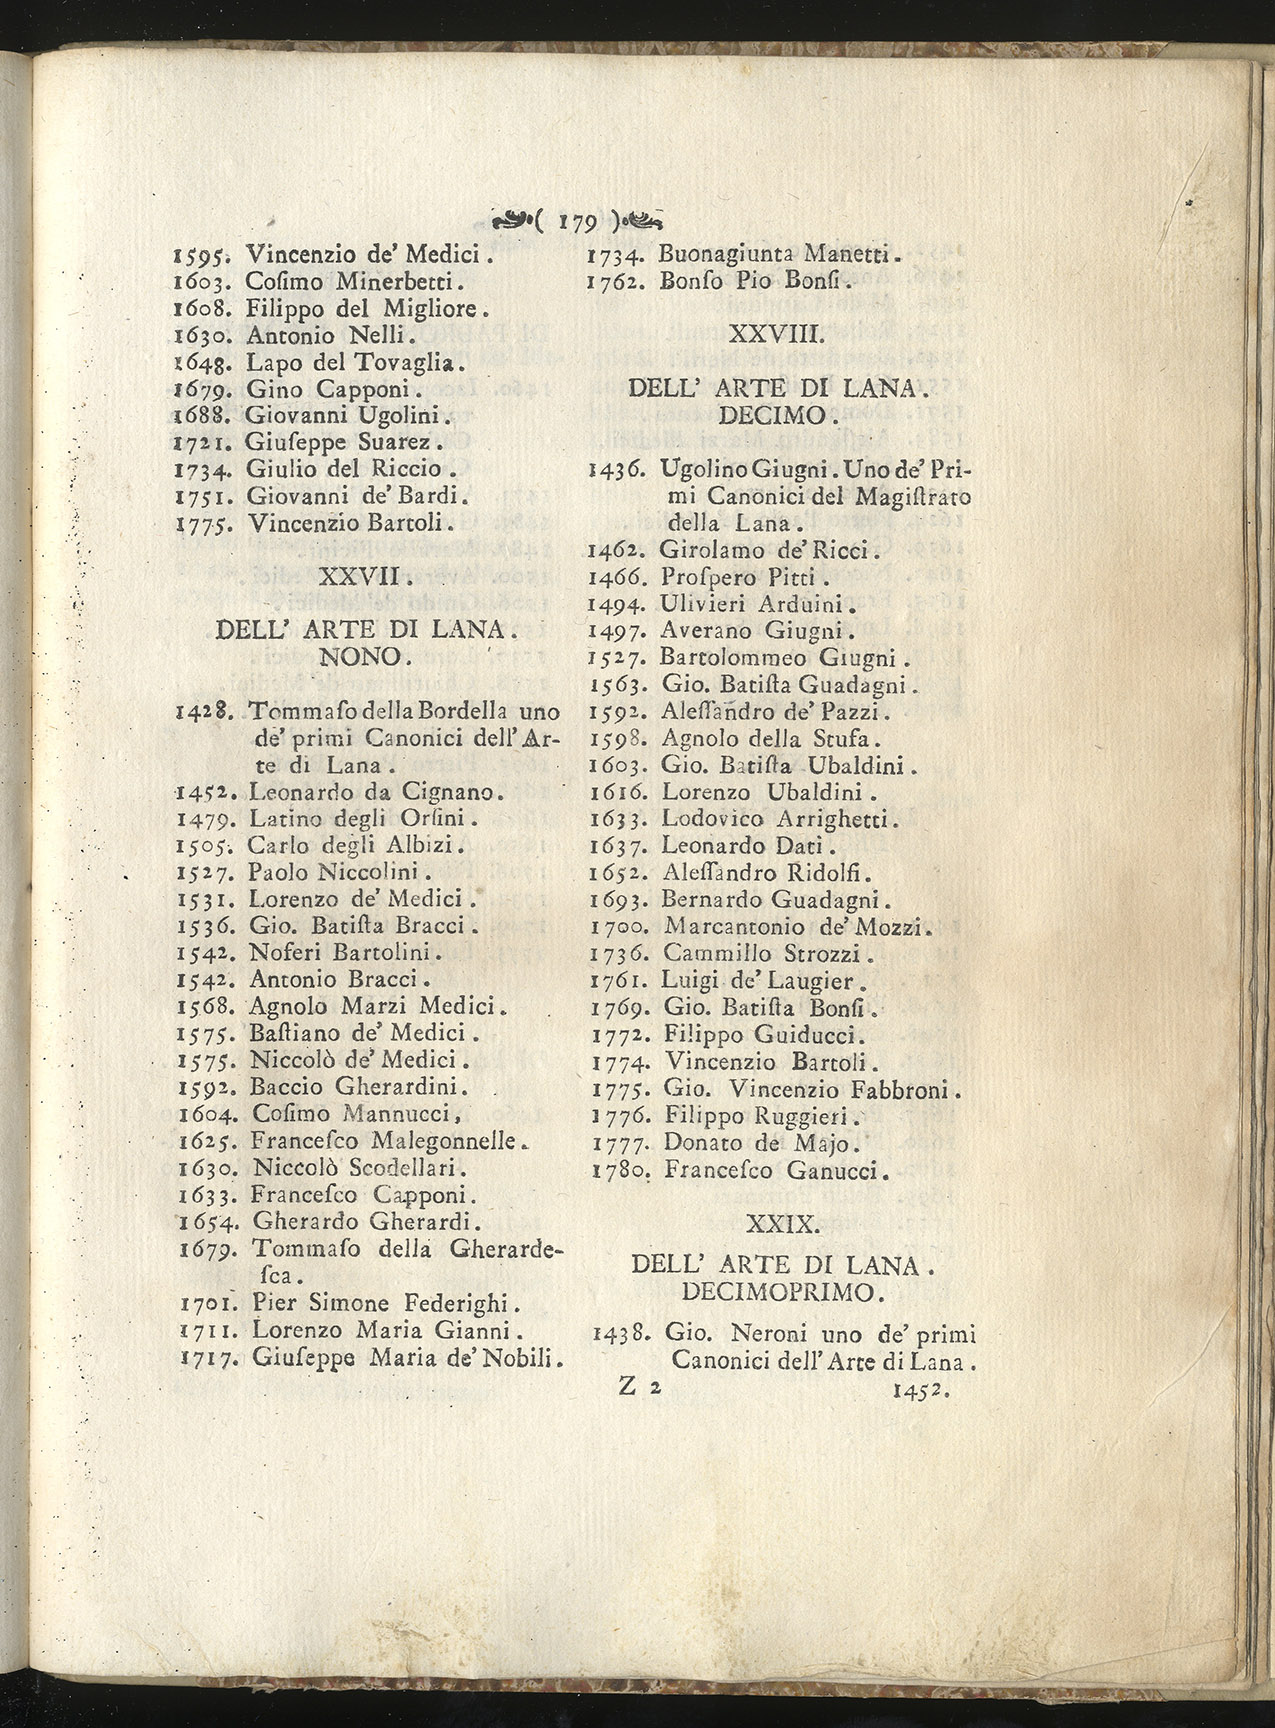 ( 179 )
1595. Vincenzio de' Medici.
1603. Coſimo Minerbetti.
1608. Filippo del Migliore.
1630. Antonio Nelli.
1648. Lapo del Tovaglia.
1679. Gino Capponi.
1688. Giovanni Ugolini.
1721. Giuſeppe Suarez.
1734. Giulio del Riccio.
1751. Giovanni de' Bardi.
1775. Vincenzio Bartoli.
XXVII.
DELL' ARTE DI LANA.
NONO.
1428. Tommaſo della Bordella uno
de' primi Canonici dell' Ar-
te di Lana.
1452. Leonardo da Cignano.
1479. Latino degli Orſini.
1505. Carlo degli Albizi.
1527. Paolo Niccolini.
1531. Lorenzo de' Medici.
1536. Gio. Batiſta Bracci.
1542. Noferi Bartolini.
1542. Antonio Bracci.
1568. Agnolo Marzi Medici.
1575. Baſtiano de' Medici.
1575. Niccolò de' Medici.
1592. Baccio Gherardini.
1604. Coſimo Mannucci,
1625. Franceſco Malegonnelle.
1630. Niccolò Scodellari.
1633. Franceſco Capponi.
1654. Gherardo Gherardi.
1679. Tommaſo della Gherarde-
ſca.
1701. Pier Simone Federighi.
1711. Lorenzo Maria Gianni.
1717. Giuſeppe Maria de' Nobili.
1734. Buonagiunta Manetti.
1762. Bonſo Pio Bonſi.
XXVIII.
DELL' ARTE DI LANA.
DECIMO.
1436. Ugolino Giugni. Uno de' Pri-
mi Canonici del Magiſtrato
della Lana.
1462. Girolamo de' Ricci.
1466. Proſpero Pitti.
1494. Ulivieri Arduini.
1497. Averano Giugni.
1527. Bartolommeo Giugni.
1563. Gio. Batiſta Guadagni.
1592. Aleſſandro de' Pazzi.
1598. Agnolo della Stufa.
1603. Gio. Batiſta Ubaldini.
1616. Lorenzo Ubaldini.
1633. Lodovico Arrighetti.
1637. Leonardo Dati.
1652. Aleſſandro Ridolfi.
1693. Bernardo Guadagni.
1700. Marcantonio de' Mozzi.
1736. Cammillo Strozzi.
1761. Luigi de' Laugier.
1769. Gio. Batiſta Bonſi.
1772. Filippo Guiducci.
1774. Vincenzio Bartoli.
1775. Gio. Vincenzio Fabbroni.
1776. Filippo Ruggieri.
1777. Donato de Majo.
1780. Franceſco Ganucci.
XXIX.
DELL' ARTE DI LANA.
DECIMOPRIMO.
1438. Gio. Neroni uno de' primi
Canonici dell' Arte di Lana.
Z 2 1452.